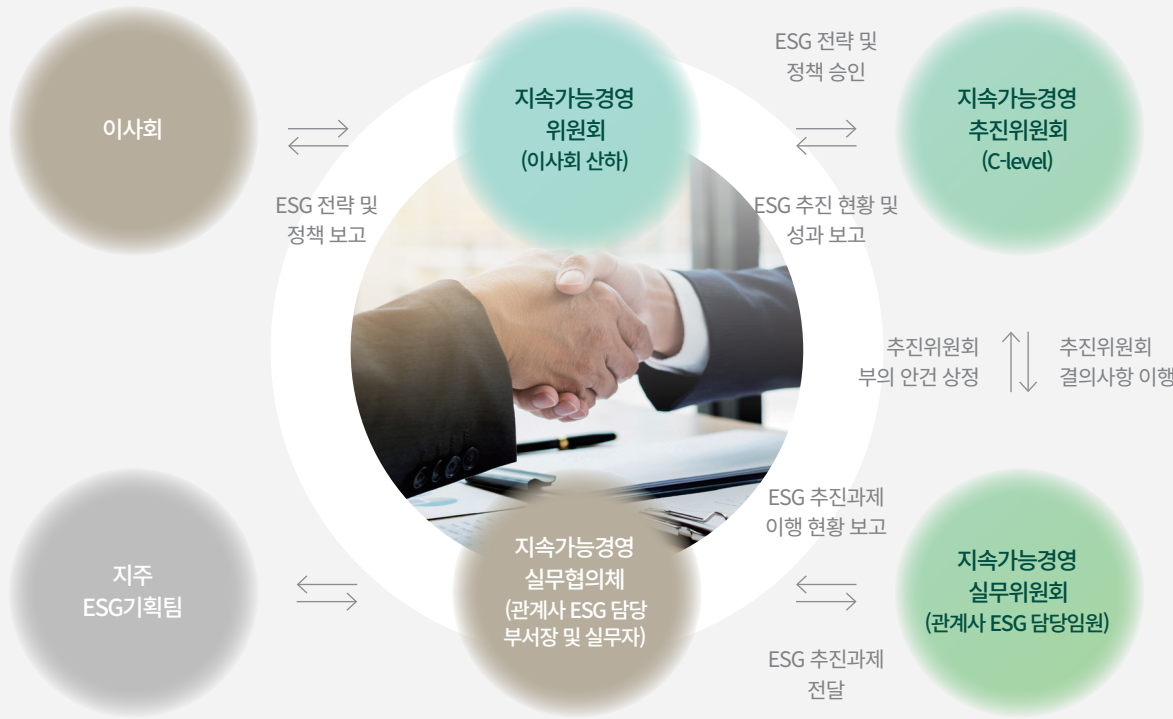 이사회
지속가능경영
위원회
(이사회 산하)
ESG 전략 및
정책 승인
지속가능경영
추진위원회
(C-level)
ESG 전략 및
정책 보고
ESG 추진 현황 및
성과 보고
추진위원회
부의 안건 상정
추진위원회
결의사항 이행
지주
ESG기획팀
지속가능경영
실무협의체
(관계사 ESG 담당
부서장 및 실무자)
ESG 추진과제
이행 현황 보고
ESG 추진과제
전달
지속가능경영
실무위원회
(관계사 ESG 담당임원)